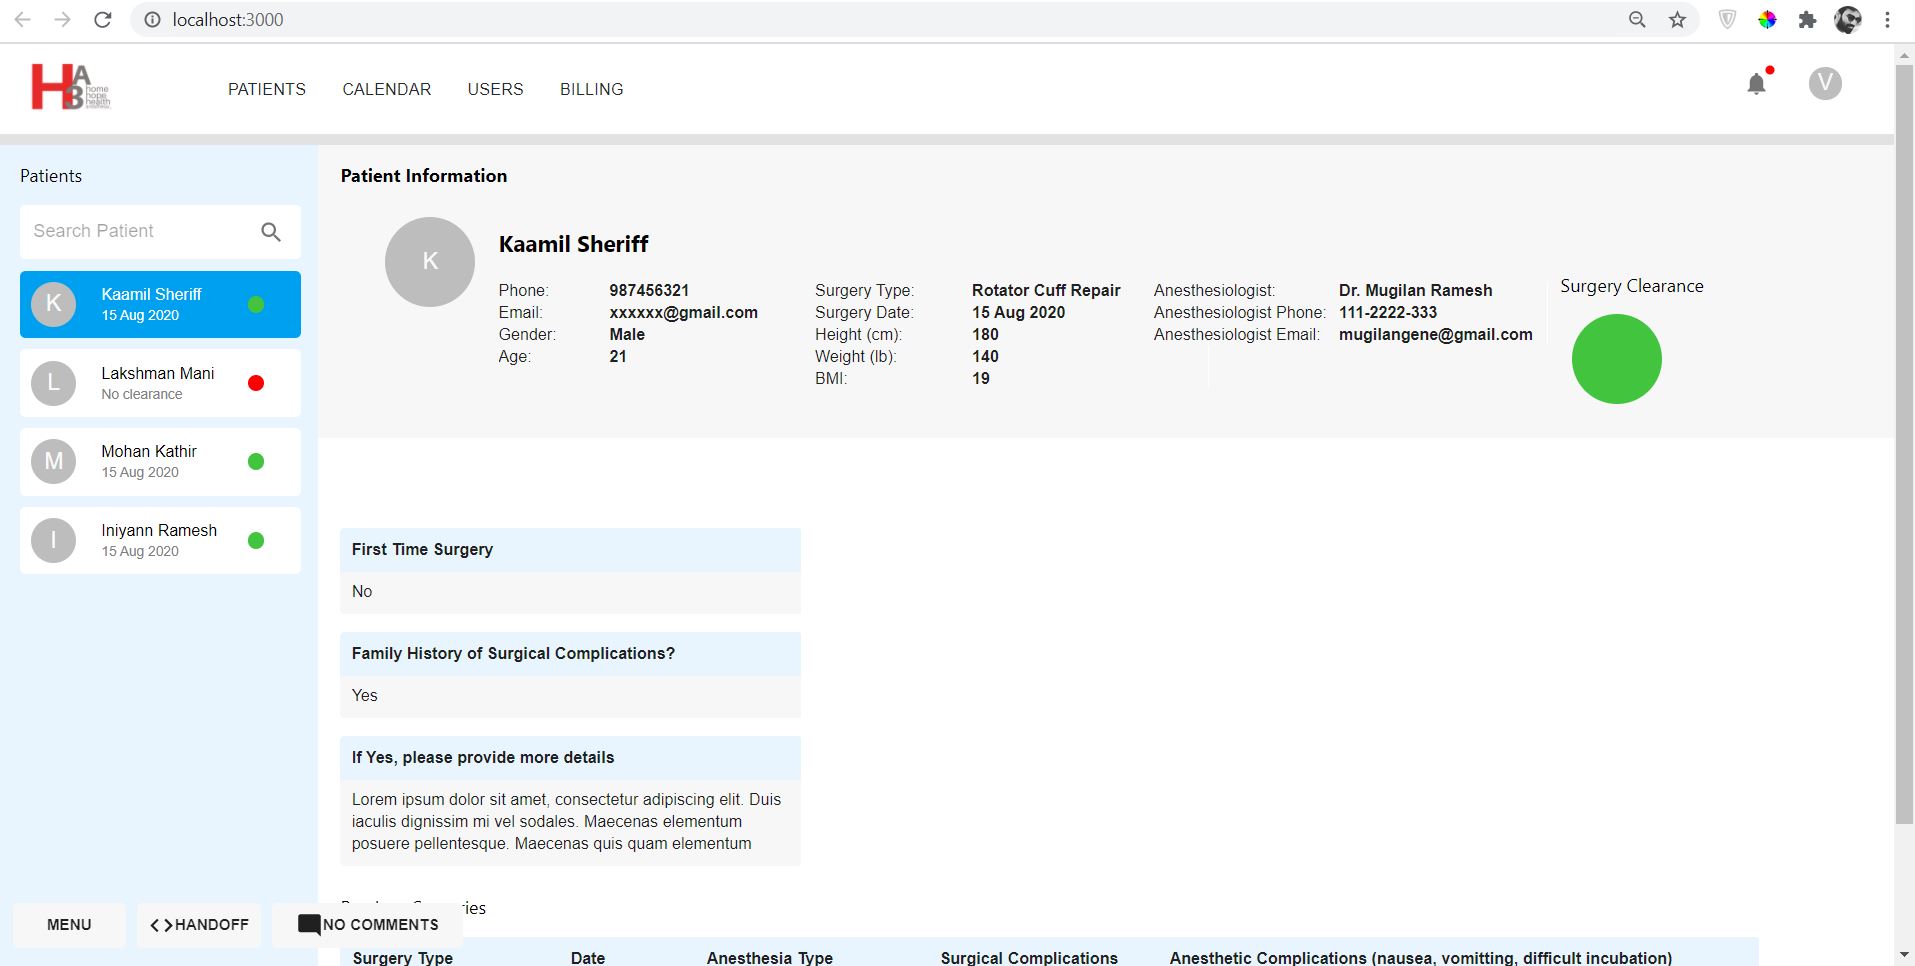 localhost:3000
HA3 home
hope
health
PATIENTS CALENDAR USERS BILLING
V
Patients
Search Patient
K Kaamil Sheriff
15 Aug 2020
L Lakshman Mani
No clearance
M Mohan Kathir
15 Aug 2020
I Iniyann Ramesh
15 Aug 2020
Patient Information
K
Kaamil Sheriff
Phone: 987456321
Email: xxxxxx@gmail.com
Gender: Male
Age: 21
Surgery Type: Rotator Cuff Repair
Surgery Date: 15 Aug 2020
Height (cm): 180
Weight (lb): 140
BMI: 19
Anesthesiologist: Dr. Mugilan Ramesh
Anesthesiologist Phone: 111-2222-333
Anesthesiologist Email: mugilangene@gmail.com
Surgery Clearance
First Time Surgery
No
Family History of Surgical Complications?
Yes
If Yes, please provide more details
Lorem ipsum dolor sit amet, consectetur adipiscing elit. Duis
iaculis dignissim mi vel sodales. Maecenas elementum
posuere pellentesque. Maecenas quis quam elementum
MENU <>HANDOFF NO COMMENTS
Surgery Type Date Anesthesia Type Surgical Complications Anesthetic Complications (nausea, vomitting, difficult incubation)